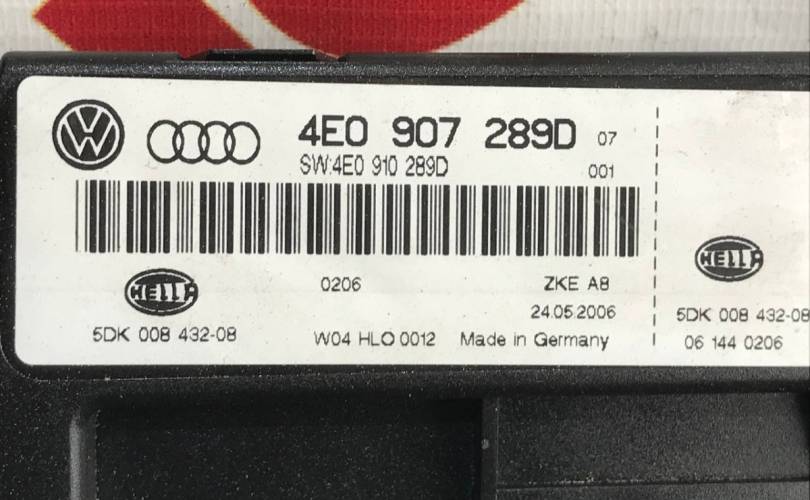 4E0 907 289D 07
SW:4E0 910 289D 001
0206 ZKE A8
HELLA HELLA
24.05.2006
5DK 008 432-08 W04 HLO 0012 Made in Germany 5DK 008 432-08
06 144 0206